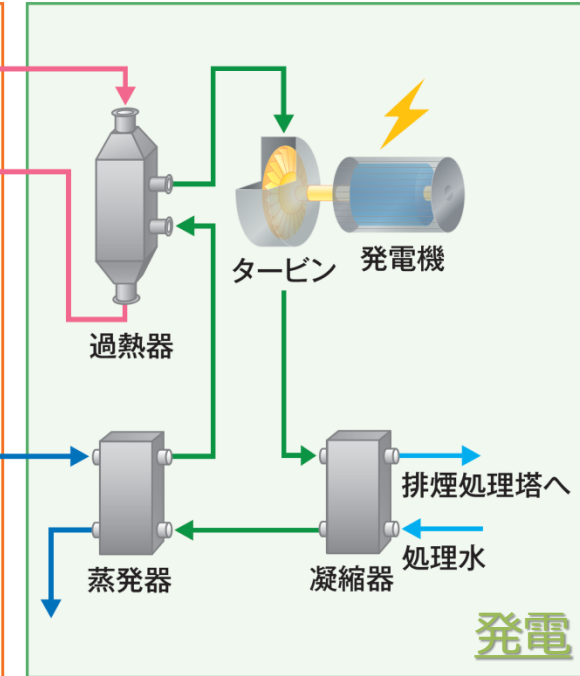 タービン
発電機
過熱器
排煙処理塔へ
処理水
蒸発器
凝縮器
発電